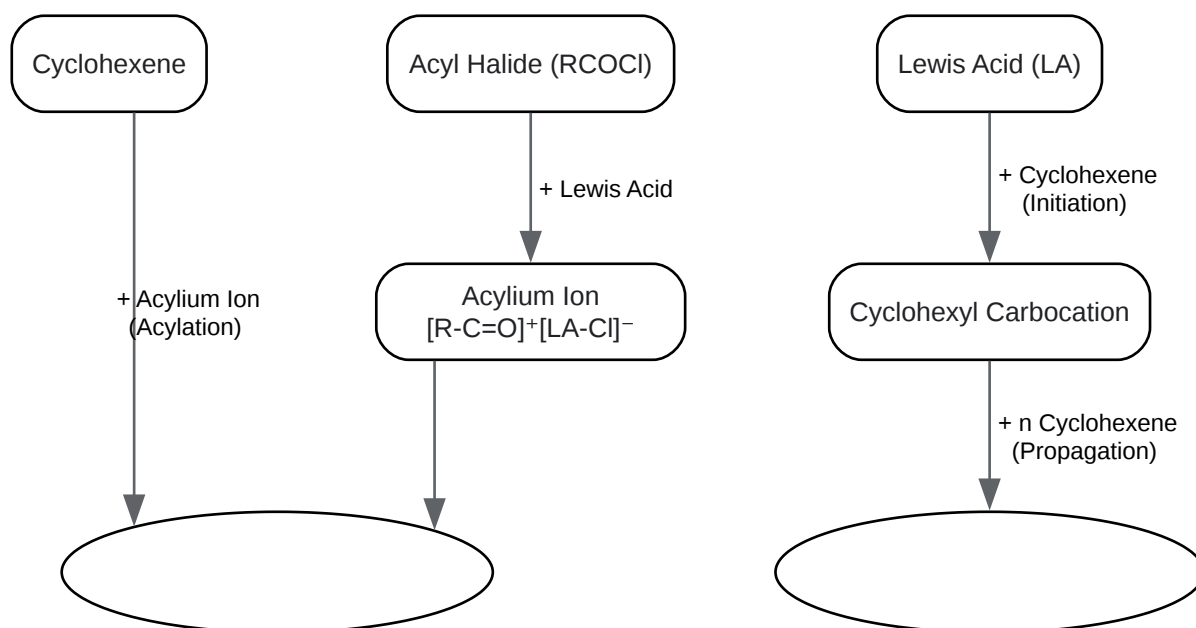 Cyclohexene
Acyl Halide (RCOCl)
Lewis Acid (LA)
+ Lewis Acid
+ Cyclohexene
(Initiation)
+ Acylium Ion
(Acylation)
Acylium Ion
[R-C=O]⁺[LA-Cl]⁻
Cyclohexyl Carbocation
+ n Cyclohexene
(Propagation)